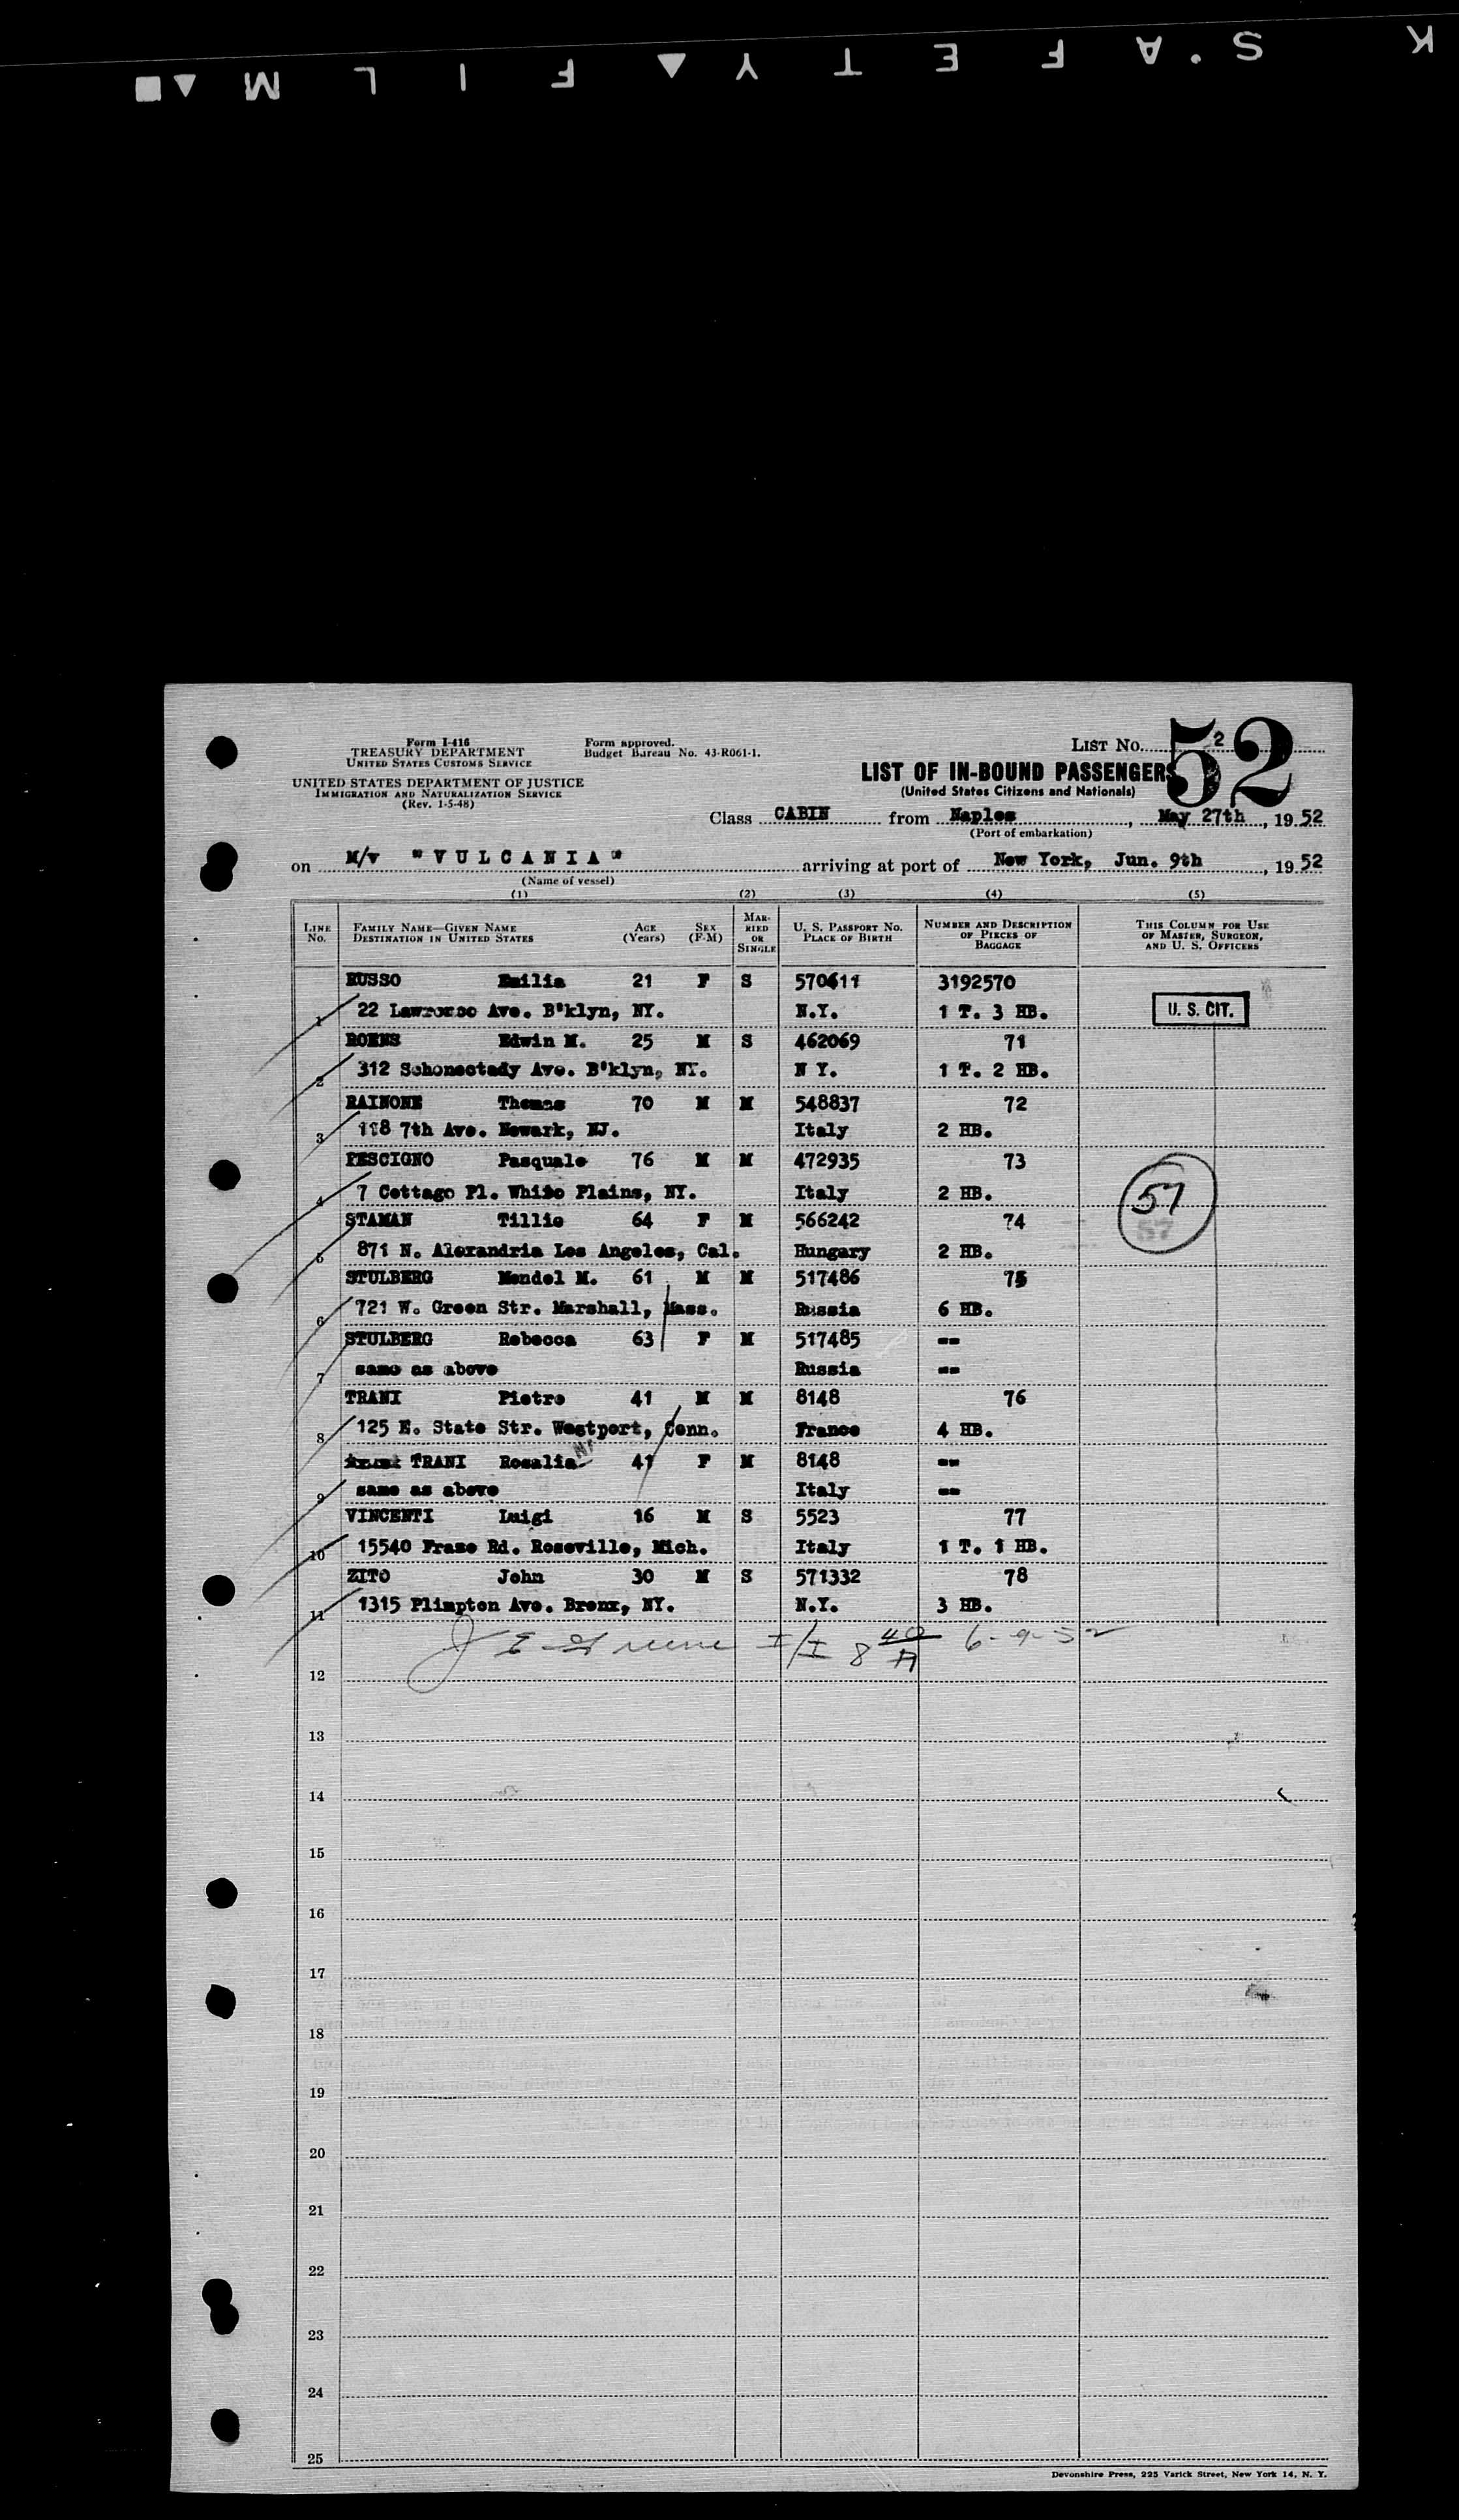 K S.AFETY▲FILM▲■
Form I-416
TREASURY DEPARTMENT
UNITED STATES CUSTOMS SERVICE
UNITED STATES DEPARTMENT OF JUSTICE
IMMIGRATION AND NATURALIZATION SERVICE
(Rev. 1-5-48)
Form approved.
Budget Bureau No. 43-R061-1.
LIST NO. 2
52
LIST OF IN-BOUND PASSENGERS
(United States Citizens and Nationals)
Class CABIN from Naples, May 27th, 1952
(Port of embarkation)
on M/v "VULCANIA" arriving at port of New York, Jun. 9th, 1952
(Name of vessel)
(1) (2) (3) (4) (5)
LINE NO. FAMILY NAME—GIVEN NAME DESTINATION IN UNITED STATES AGE (Years) SEX (F-M) MARRIED OR SINGLE U. S. PASSPORT NO. PLACE OF BIRTH NUMBER AND DESCRIPTION OF PIECES OF BAGGAGE THIS COLUMN FOR USE OF MASTER, SURGEON, AND U. S. OFFICERS
RUSSO Emilia 21 F S 570611 3192570
1 22 Lawrence Ave. B'klyn, NY. N.Y. 1 T. 3 HB. U. S. CIT.
ROENS Edwin M. 25 M S 462069 71
2 312 Schenectady Ave. B'klyn, NY. N Y. 1 T. 2 HB.
RAINONE Thomas 70 M M 548837 72
3 118 7th Ave. Newark, NJ. Italy 2 HB.
PESCIGNO Pasquale 76 M M 472935 73
4 7 Cottage Pl. White Plains, NY. Italy 2 HB.
57
57
STAMAN Tillie 64 F M 566242 74
5 871 N. Alexandria Los Angeles, Cal. Hungary 2 HB.
STULBERG Mendel M. 61 M M 517486 75
6 721 W. Green Str. Marshall, Mass. Russia 6 HB.
STULBERG Rebecca 63 F M 517485 --
7 same as above Russia --
TRANI Pietro 41 M M 8148 76
8 125 E. State Str. Westport, Conn. France 4 HB.
TRANI Rosalia 41 F M 8148 --
9 same as above Italy --
VINCENTI Luigi 16 M S 5523 77
10 15540 Fraze Rd. Roseville, Mich. Italy 1 T. 1 HB.
ZITO John 30 M S 571332 78
11 1315 Plimpton Ave. Bronx, NY. N.Y. 3 HB.
I/I 8 40/A 6-9-52
12
13
14
15
16
17
18
19
20
21
22
23
24
25
Devonshire Press, 225 Varick Street, New York 14, N. Y.